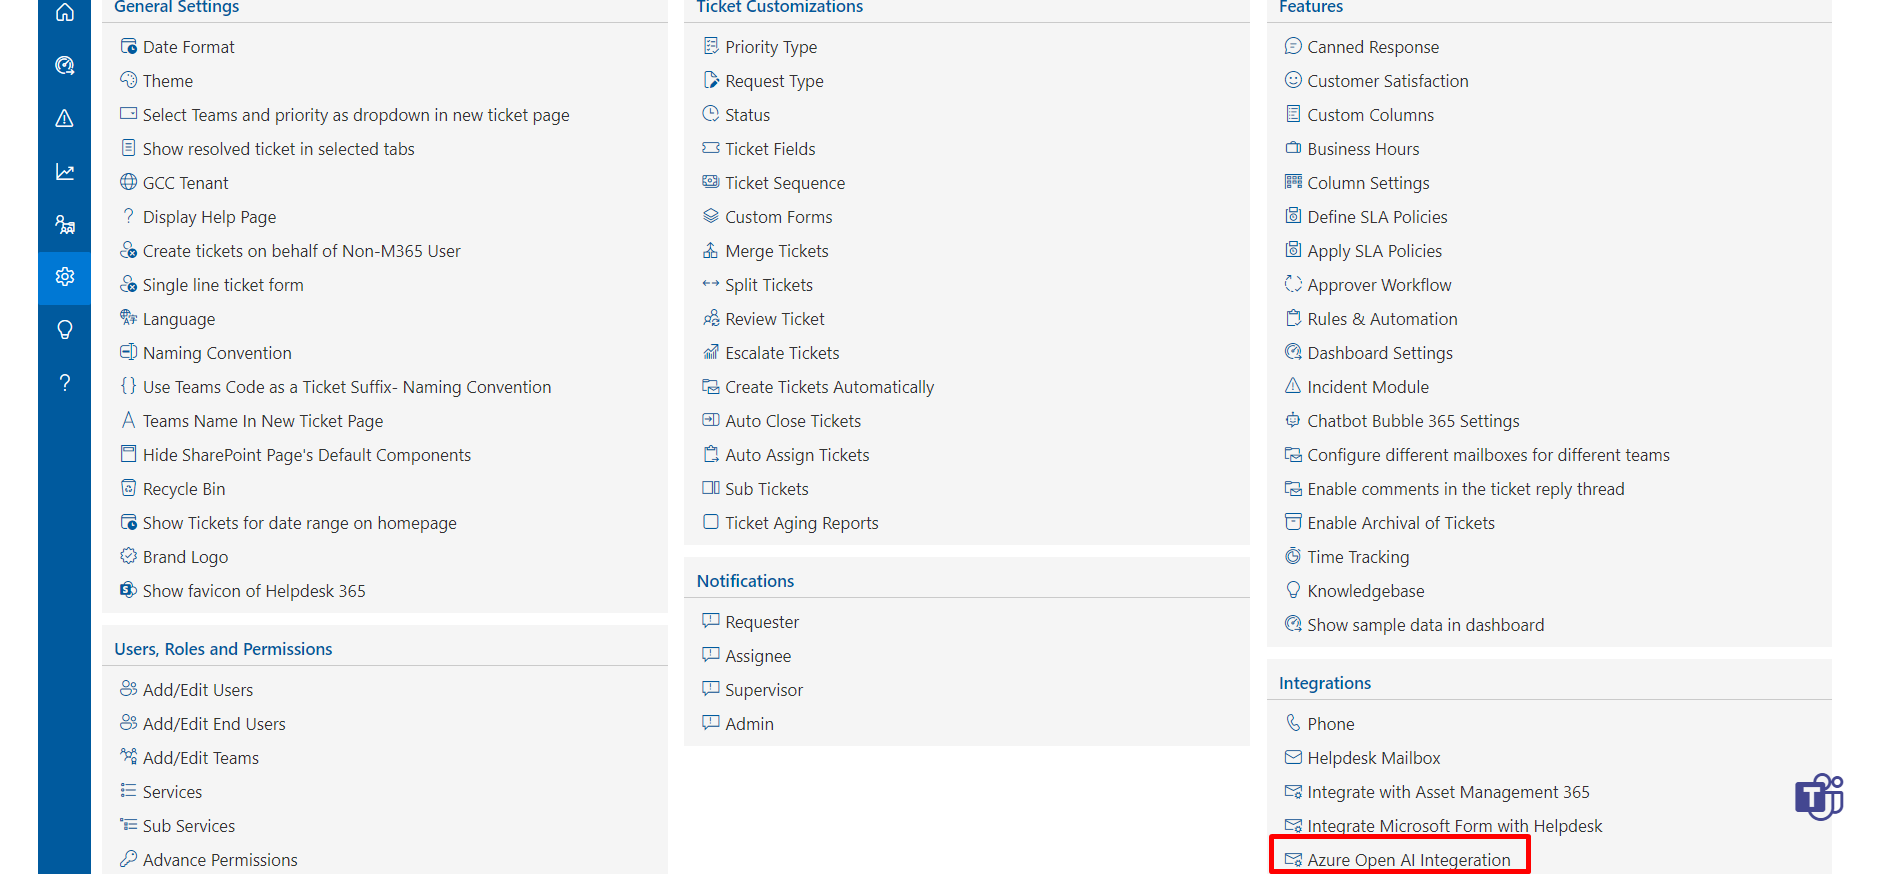 General Settings
Date Format
Theme
Select Teams and priority as dropdown in new ticket page
Show resolved ticket in selected tabs
GCC Tenant
Display Help Page
Create tickets on behalf of Non-M365 User
Single line ticket form
Language
Naming Convention
Use Teams Code as a Ticket Suffix- Naming Convention
Teams Name In New Ticket Page
Hide SharePoint Page's Default Components
Recycle Bin
Show Tickets for date range on homepage
Brand Logo
Show favicon of Helpdesk 365
Users, Roles and Permissions
Add/Edit Users
Add/Edit End Users
Add/Edit Teams
Services
Sub Services
Advance Permissions
Ticket Customizations
Priority Type
Request Type
Status
Ticket Fields
Ticket Sequence
Custom Forms
Merge Tickets
Split Tickets
Review Ticket
Escalate Tickets
Create Tickets Automatically
Auto Close Tickets
Auto Assign Tickets
Sub Tickets
Ticket Aging Reports
Notifications
Requester
Assignee
Supervisor
Admin
Features
Canned Response
Customer Satisfaction
Custom Columns
Business Hours
Column Settings
Define SLA Policies
Apply SLA Policies
Approver Workflow
Rules & Automation
Dashboard Settings
Incident Module
Chatbot Bubble 365 Settings
Configure different mailboxes for different teams
Enable comments in the ticket reply thread
Enable Archival of Tickets
Time Tracking
Knowledgebase
Show sample data in dashboard
Integrations
Phone
Helpdesk Mailbox
Integrate with Asset Management 365
Integrate Microsoft Form with Helpdesk
Azure Open AI Integeration